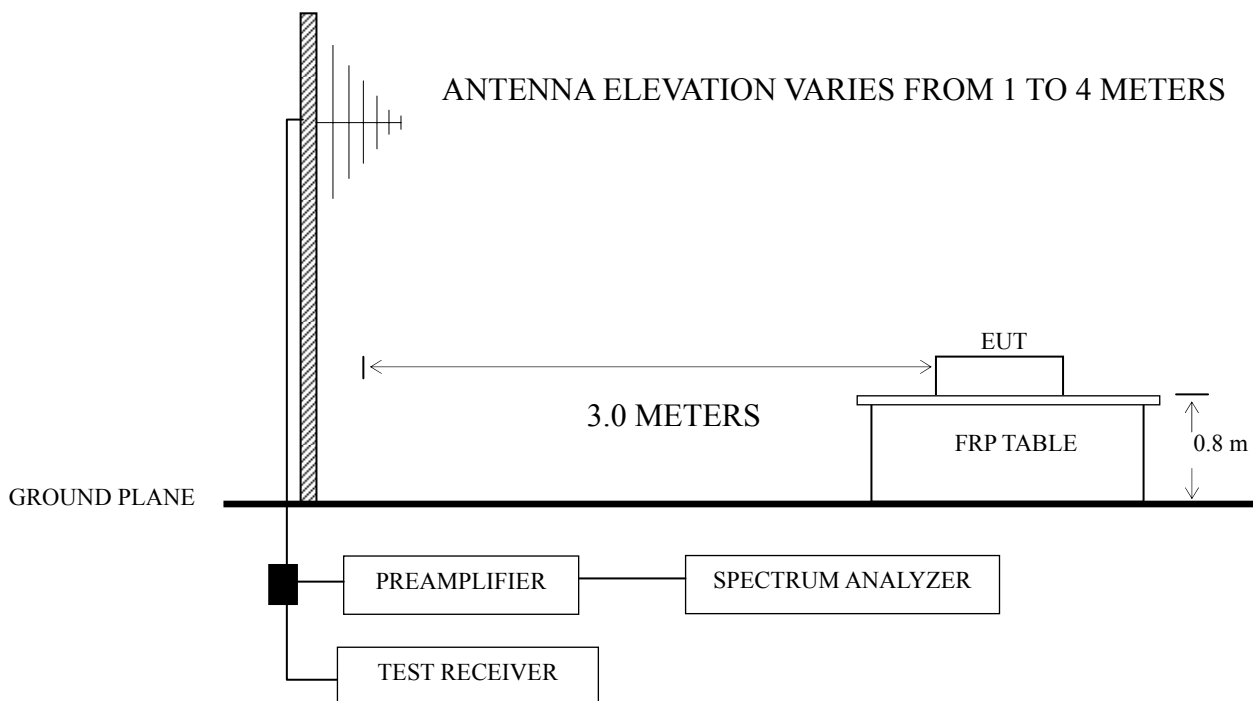 ANTENNA ELEVATION VARIES FROM 1 TO 4 METERS
EUT
3.0 METERS
FRP TABLE
0.8 m
GROUND PLANE
PREAMPLIFIER
SPECTRUM ANALYZER
TEST RECEIVER